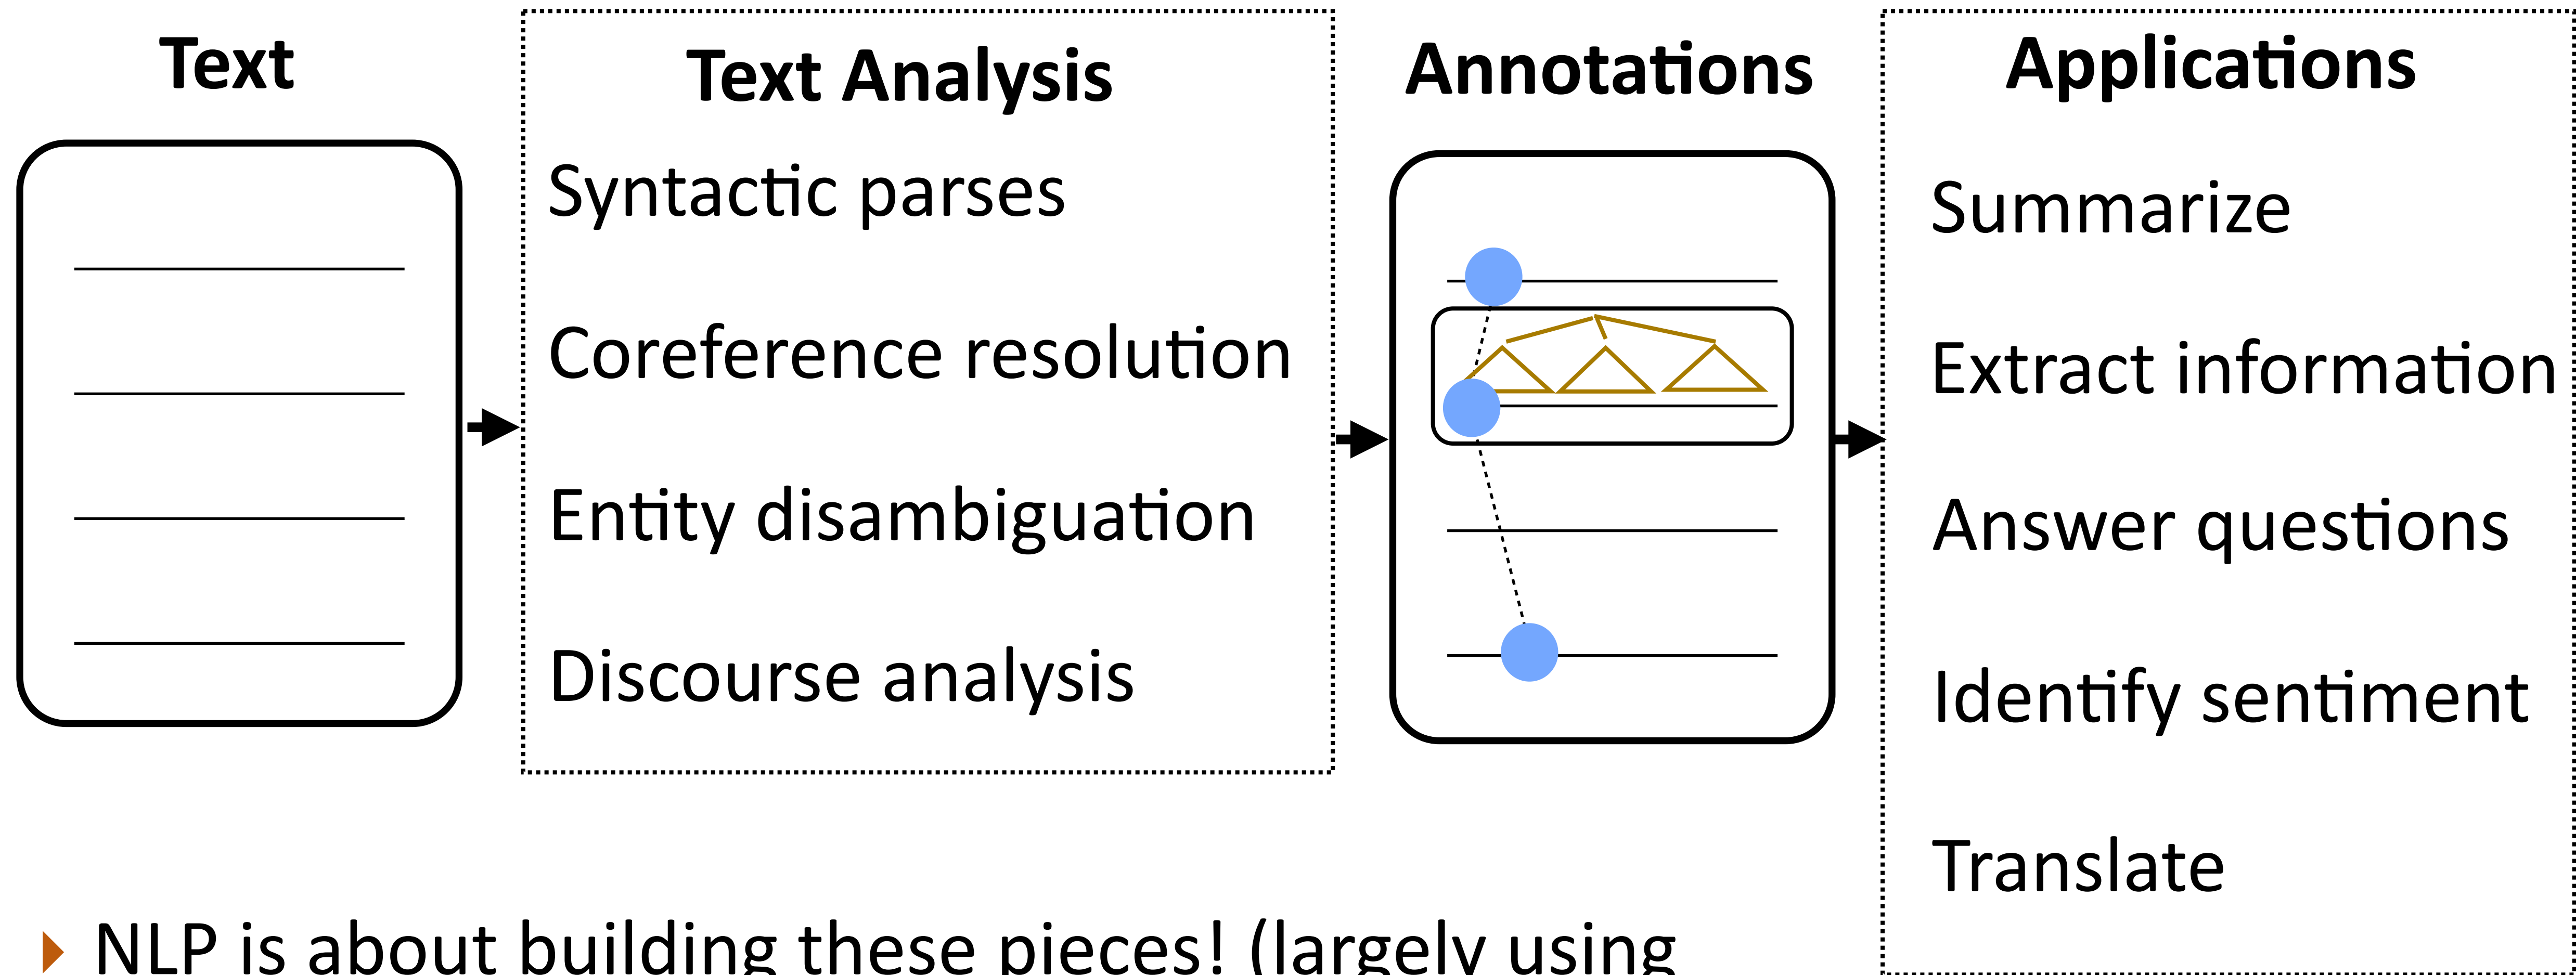 Text
Text Analysis
Syntactic parses
Coreference resolution
Entity disambiguation
Discourse analysis
Annotations
Applications
Summarize
Extract information
Answer questions
Identify sentiment
Translate
NLP is about building these pieces! (largely using